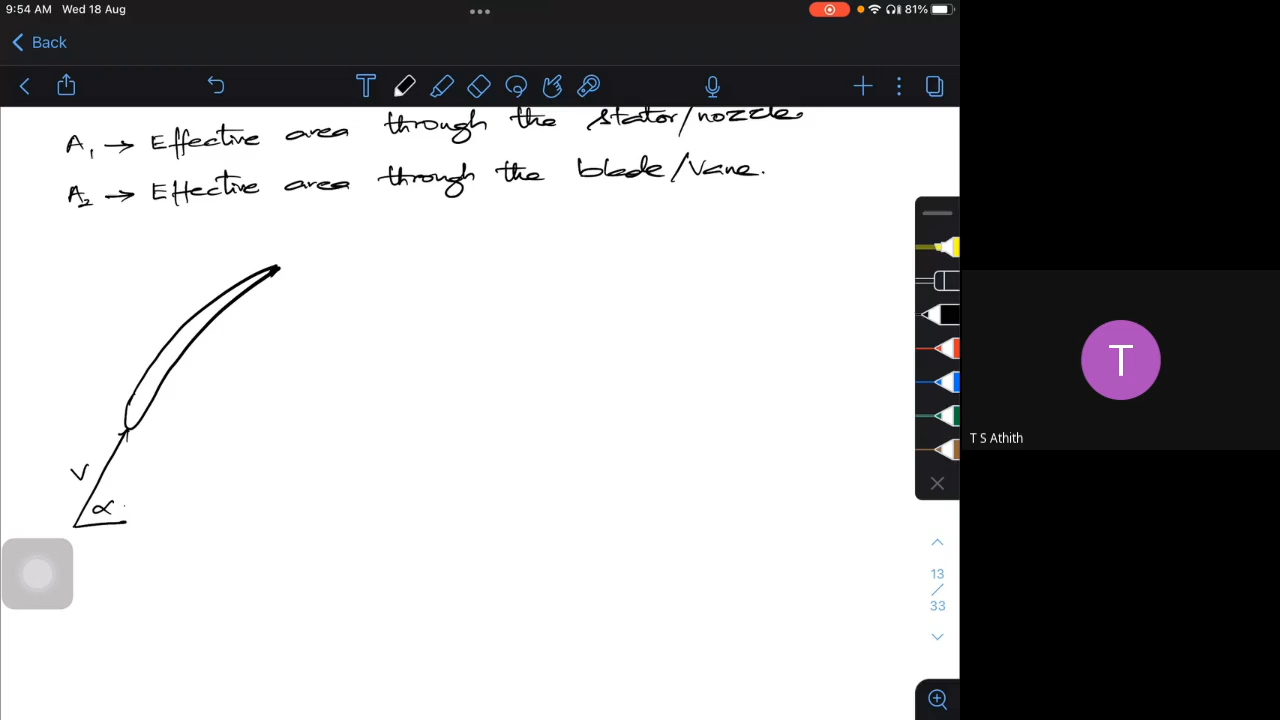 9:54 AM Wed 18 Aug
81%
Back
T
A₁ → Effective area through the stator/nozzle.
A₂ → Effective area through the blade/vane.
V
α
13
/
33
T
T S Athith